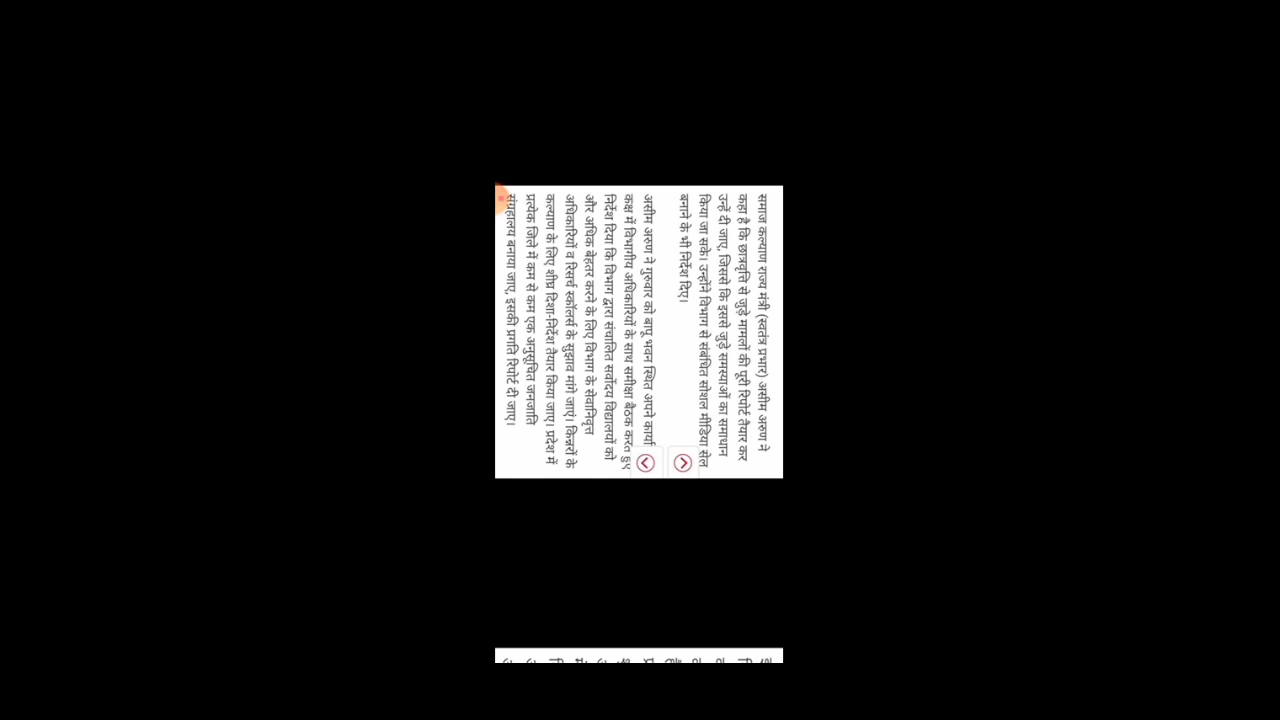 समाज कल्याण राज्य मंत्री (स्वतंत्र प्रभार) असीम अरुण ने
कहा है कि छात्रवृत्ति से जुड़े मामलों की पूरी रिपोर्ट तैयार कर
उन्हें दी जाए, जिससे कि इससे जुड़े समस्याओं का समाधान
किया जा सके। उन्होंने विभाग से संबंधित सोशल मीडिया सेल
बनाने के भी निर्देश दिए।
असीम अरुण ने गुरुवार को बापू भवन स्थित अपने
कक्ष में विभागीय अधिकारियों के साथ समीक्षा बैठक करते हुए
निर्देश दिया कि विभाग द्वारा संचालित सर्वोदय विद्यालयों को
और अधिक बेहतर करने के लिए विभाग के सेवानिवृत्त
अधिकारियों व रिसर्च स्कॉलर्स के सुझाव मांगे जाएं। किन्नरों के
कल्याण के लिए शीघ्र दिशा-निर्देश तैयार किया जाए। प्रदेश में
प्रत्येक जिले में कम से कम एक अनुसूचित जनजाति
संग्रहालय बनाया जाए, इसकी प्रगति रिपोर्ट दी जाए।